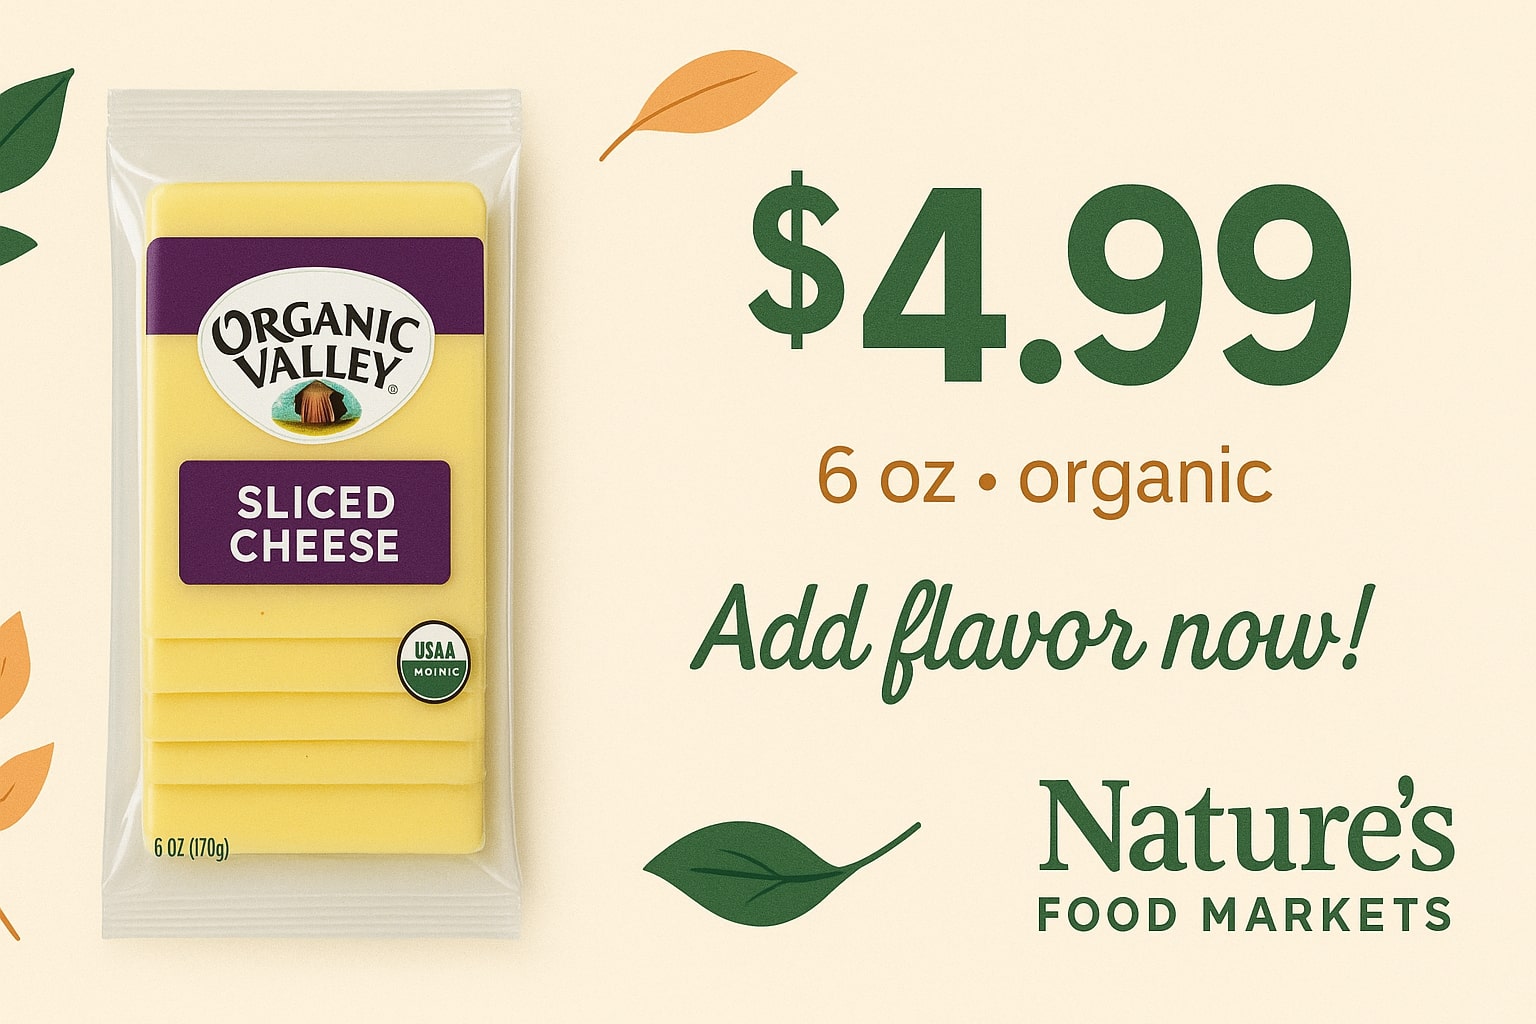 ORGANIC
VALLEY®
SLICED
CHEESE
USAA
MOINIC
6 OZ (170g)
$4.99
6 oz • organic
Add flavor now!
Nature's
FOOD MARKETS